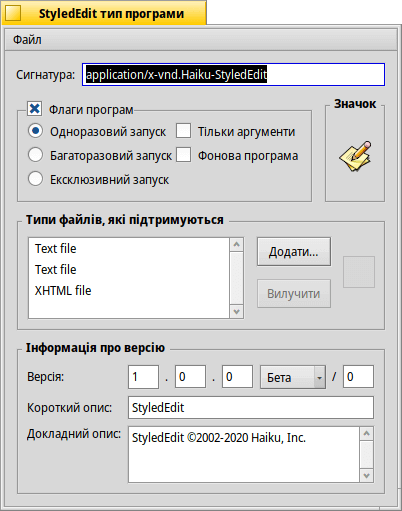 StyledEdit тип програми
Файл
Сигнатура: application/x-vnd.Haiku-StyledEdit
Флаги програм
Значок
Одноразовий запуск Тільки аргументи
Багаторазовий запуск Фонова програма
Ексклюзивний запуск
Типи файлів, які підтримуються
Text file
Text file
XHTML file
Додати...
Вилучити
Інформація про версію
Версія: 1 . 0 . 0 Бета / 0
Короткий опис: StyledEdit
Докладний опис: StyledEdit ©2002-2020 Haiku, Inc.